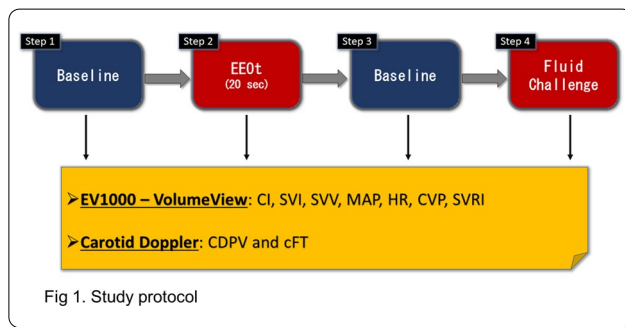 Step 1
Baseline
Step 2
EEOt
(20 sec)
Step 3
Baseline
Step 4
Fluid
Challenge
➢EV1000 – VolumeView: CI, SVI, SVV, MAP, HR, CVP, SVRI
➢Carotid Doppler: CDPV and cFT
Fig 1. Study protocol